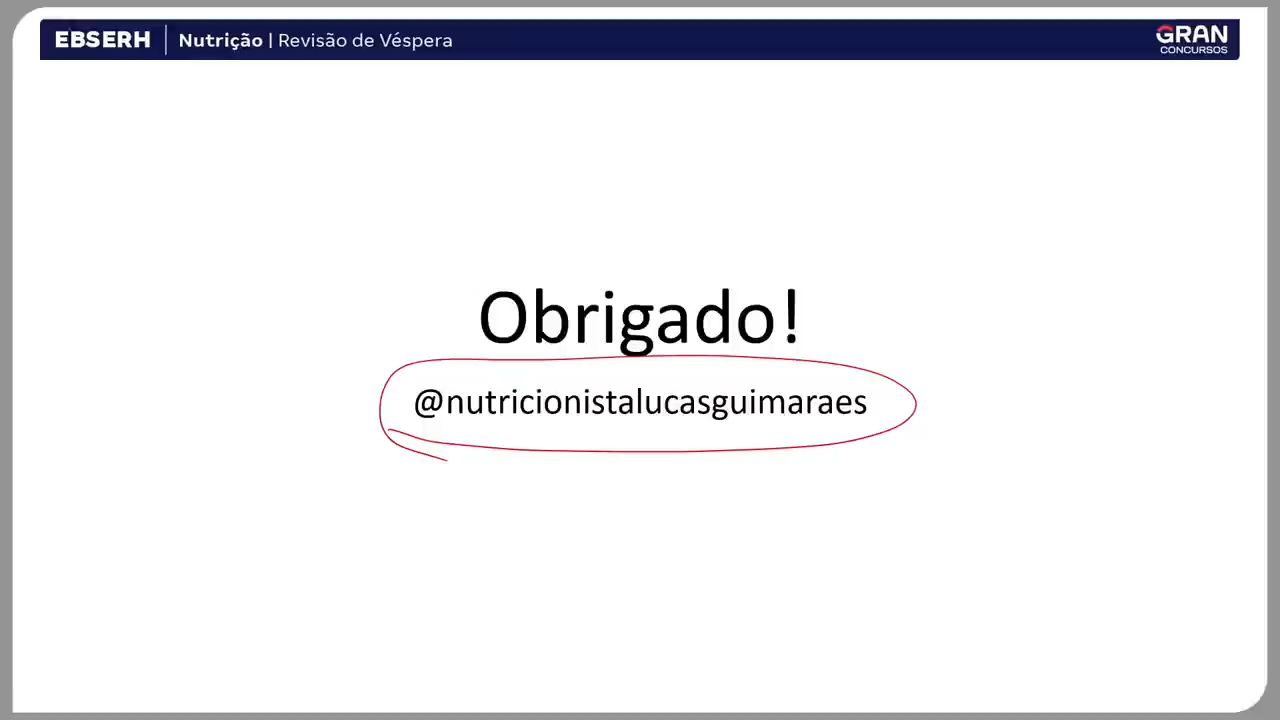 EBSERH | Nutrição | Revisão de Véspera
GRAN
CONCURSOS
Obrigado!
@nutricionistalucasguimaraes